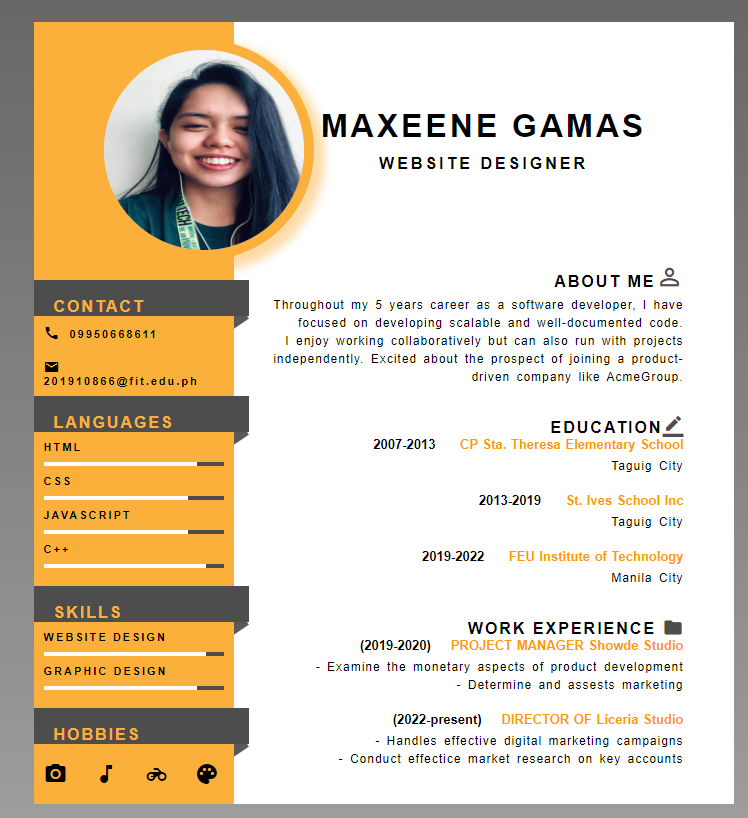 MAXEENE GAMAS
WEBSITE DESIGNER
CONTACT
09950668611
201910866@fit.edu.ph
LANGUAGES
HTML
CSS
JAVASCRIPT
C++
SKILLS
WEBSITE DESIGN
GRAPHIC DESIGN
HOBBIES
ABOUT ME
Throughout my 5 years career as a software developer, I have
focused on developing scalable and well-documented code.
I enjoy working collaboratively but can also run with projects
independently. Excited about the prospect of joining a product-
driven company like AcmeGroup.
EDUCATION
2007-2013 CP Sta. Theresa Elementary School
Taguig City
2013-2019 St. Ives School Inc
Taguig City
2019-2022 FEU Institute of Technology
Manila City
WORK EXPERIENCE
(2019-2020) PROJECT MANAGER Showde Studio
- Examine the monetary aspects of product development
- Determine and assests marketing
(2022-present) DIRECTOR OF Liceria Studio
- Handles effective digital marketing campaigns
- Conduct effectice market research on key accounts